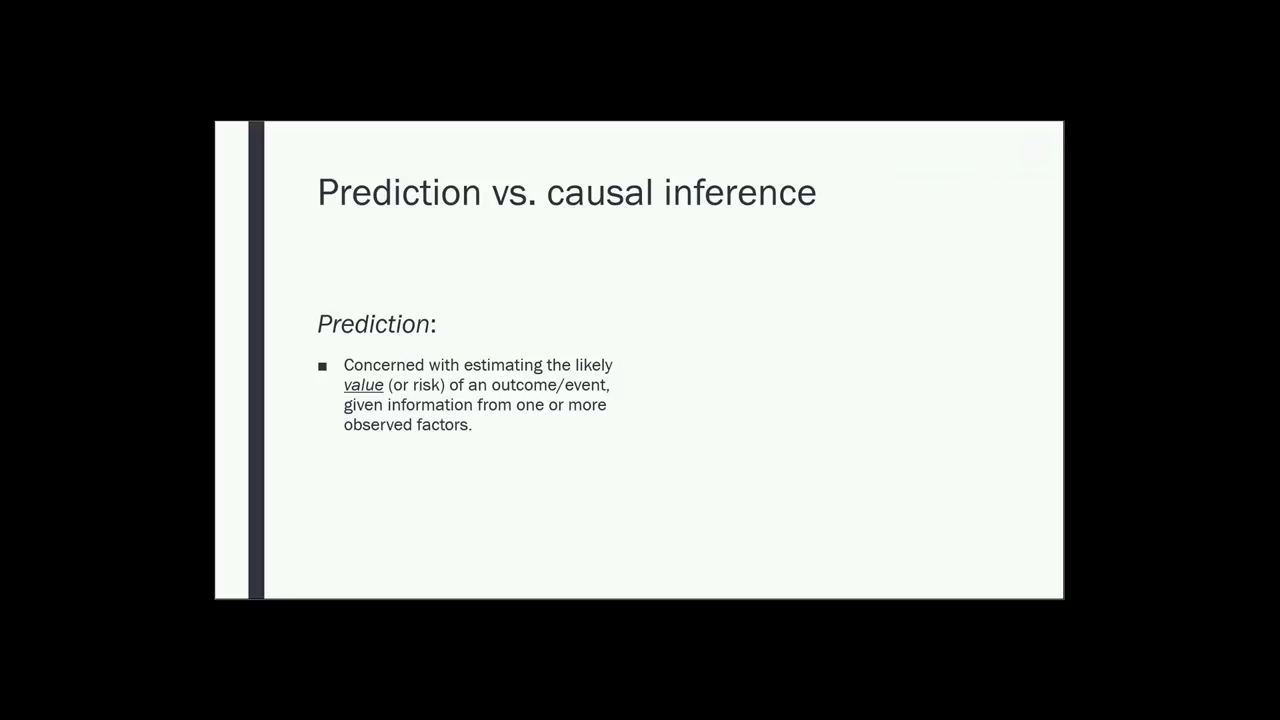 Prediction vs. causal inference
Prediction:
■ Concerned with estimating the likely
value (or risk) of an outcome/event,
given information from one or more
observed factors.